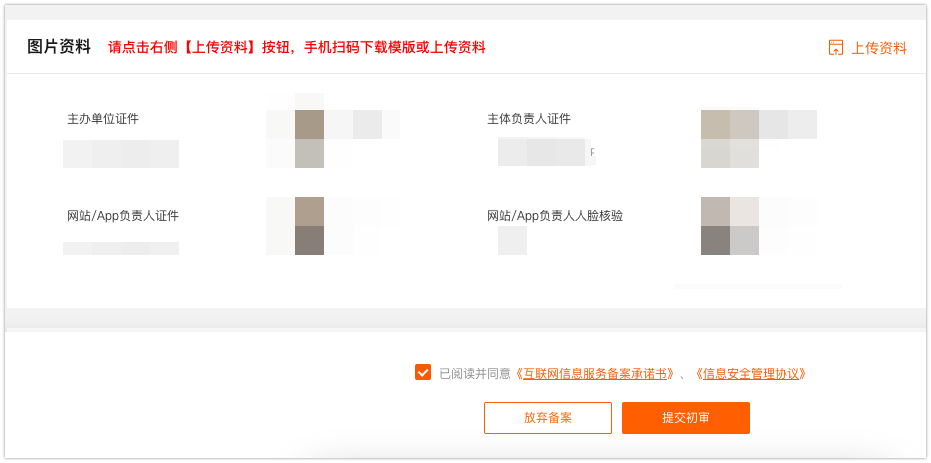 图片资料 请点击右侧【上传资料】按钮，手机扫码下载模版或上传资料 上传资料
主办单位证件 主体负责人证件
网站/App负责人证件 网站/App负责人人脸核验
已阅读并同意《互联网信息服务备案承诺书》、《信息安全管理协议》
放弃备案 提交初审